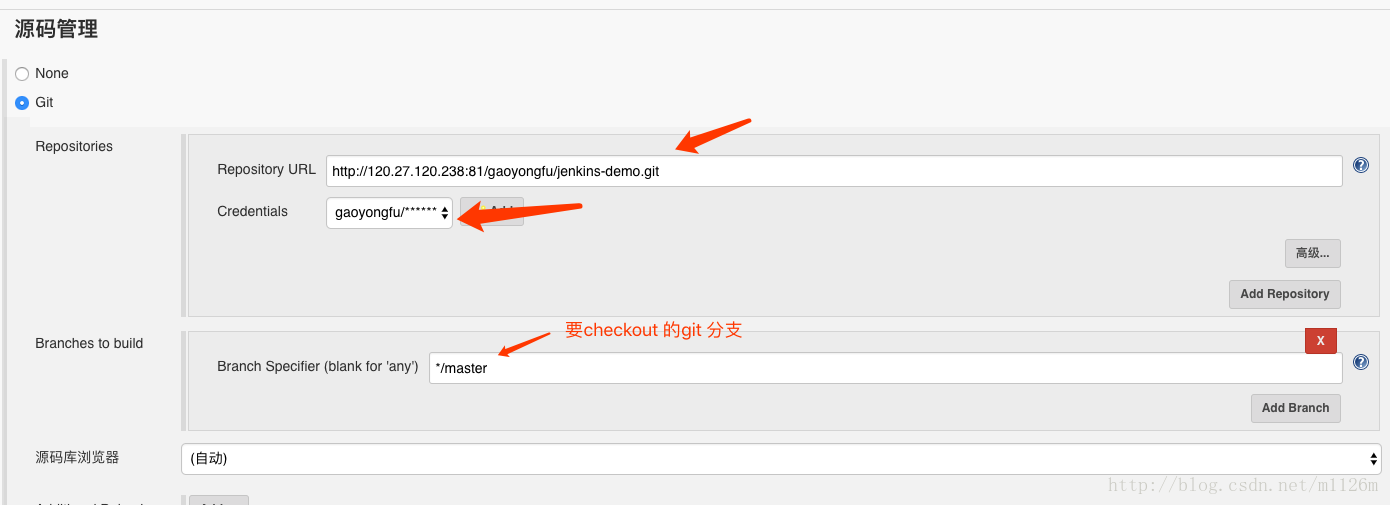 源码管理
None
Git
Repositories
Repository URL
http://120.27.120.238:81/gaoyongfu/jenkins-demo.git
Credentials
gaoyongfu/******
Add
高级...
Add Repository
要checkout 的git 分支
Branches to build
X
Branch Specifier (blank for 'any')
*/master
Add Branch
源码库浏览器
(自动)
http://blog.csdn.net/m1126m